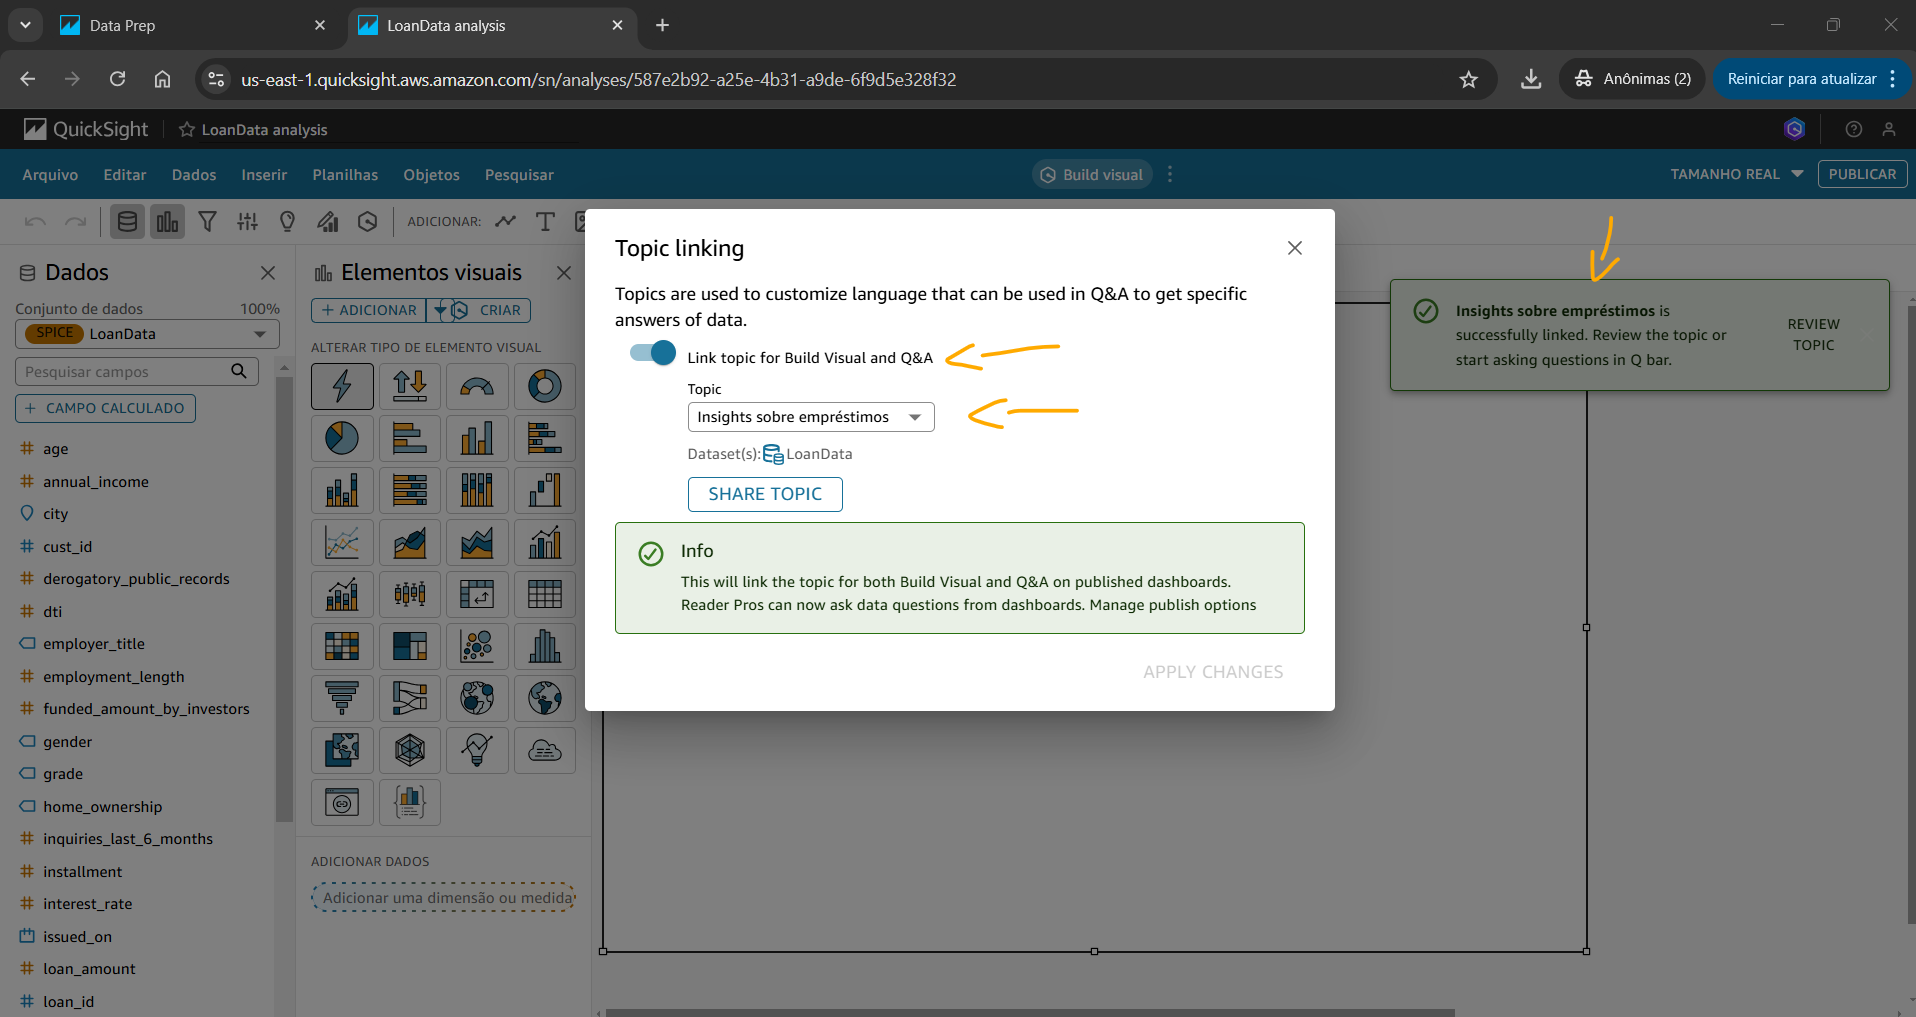 Data Prep
LoanData analysis
us-east-1.quicksight.aws.amazon.com/sn/analyses/587e2b92-a25e-4b31-a9de-6f9d5e328f32
Anônimas (2)
Reiniciar para atualizar
QuickSight
LoanData analysis
Arquivo
Editar
Dados
Inserir
Planilhas
Objetos
Pesquisar
Build visual
TAMANHO REAL
PUBLICAR
ADICIONAR:
Dados
Conjunto de dados
100%
SPICE LoanData
Pesquisar campos
CAMPO CALCULADO
age
annual_income
city
cust_id
derogatory_public_records
dti
employer_title
employment_length
funded_amount_by_investors
gender
grade
home_ownership
inquiries_last_6_months
installment
interest_rate
issued_on
loan_amount
loan_id
Elementos visuais
+ ADICIONAR
CRIAR
ALTERAR TIPO DE ELEMENTO VISUAL
ADICIONAR DADOS
Adicionar uma dimensão ou medida
Topic linking
Topics are used to customize language that can be used in Q&A to get specific
answers of data.
Link topic for Build Visual and Q&A
Topic
Insights sobre empréstimos
Dataset(s): LoanData
SHARE TOPIC
Info
This will link the topic for both Build Visual and Q&A on published dashboards.
Reader Pros can now ask data questions from dashboards. Manage publish options
APPLY CHANGES
Insights sobre empréstimos is
successfully linked. Review the topic or
start asking questions in Q bar.
REVIEW
TOPIC